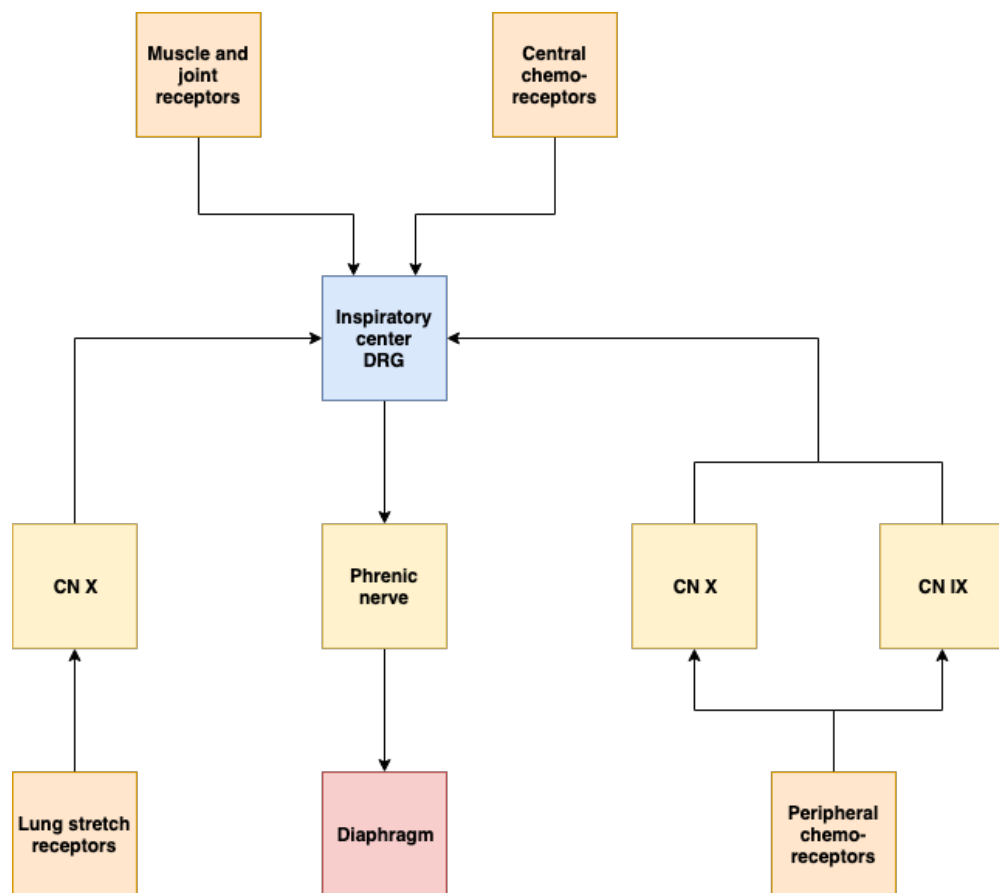 Muscle and
joint
receptors
Central
chemo-
receptors
Inspiratory
center
DRG
CN X
Phrenic
nerve
CN X
CN IX
Lung stretch
receptors
Diaphragm
Peripheral
chemo-
receptors